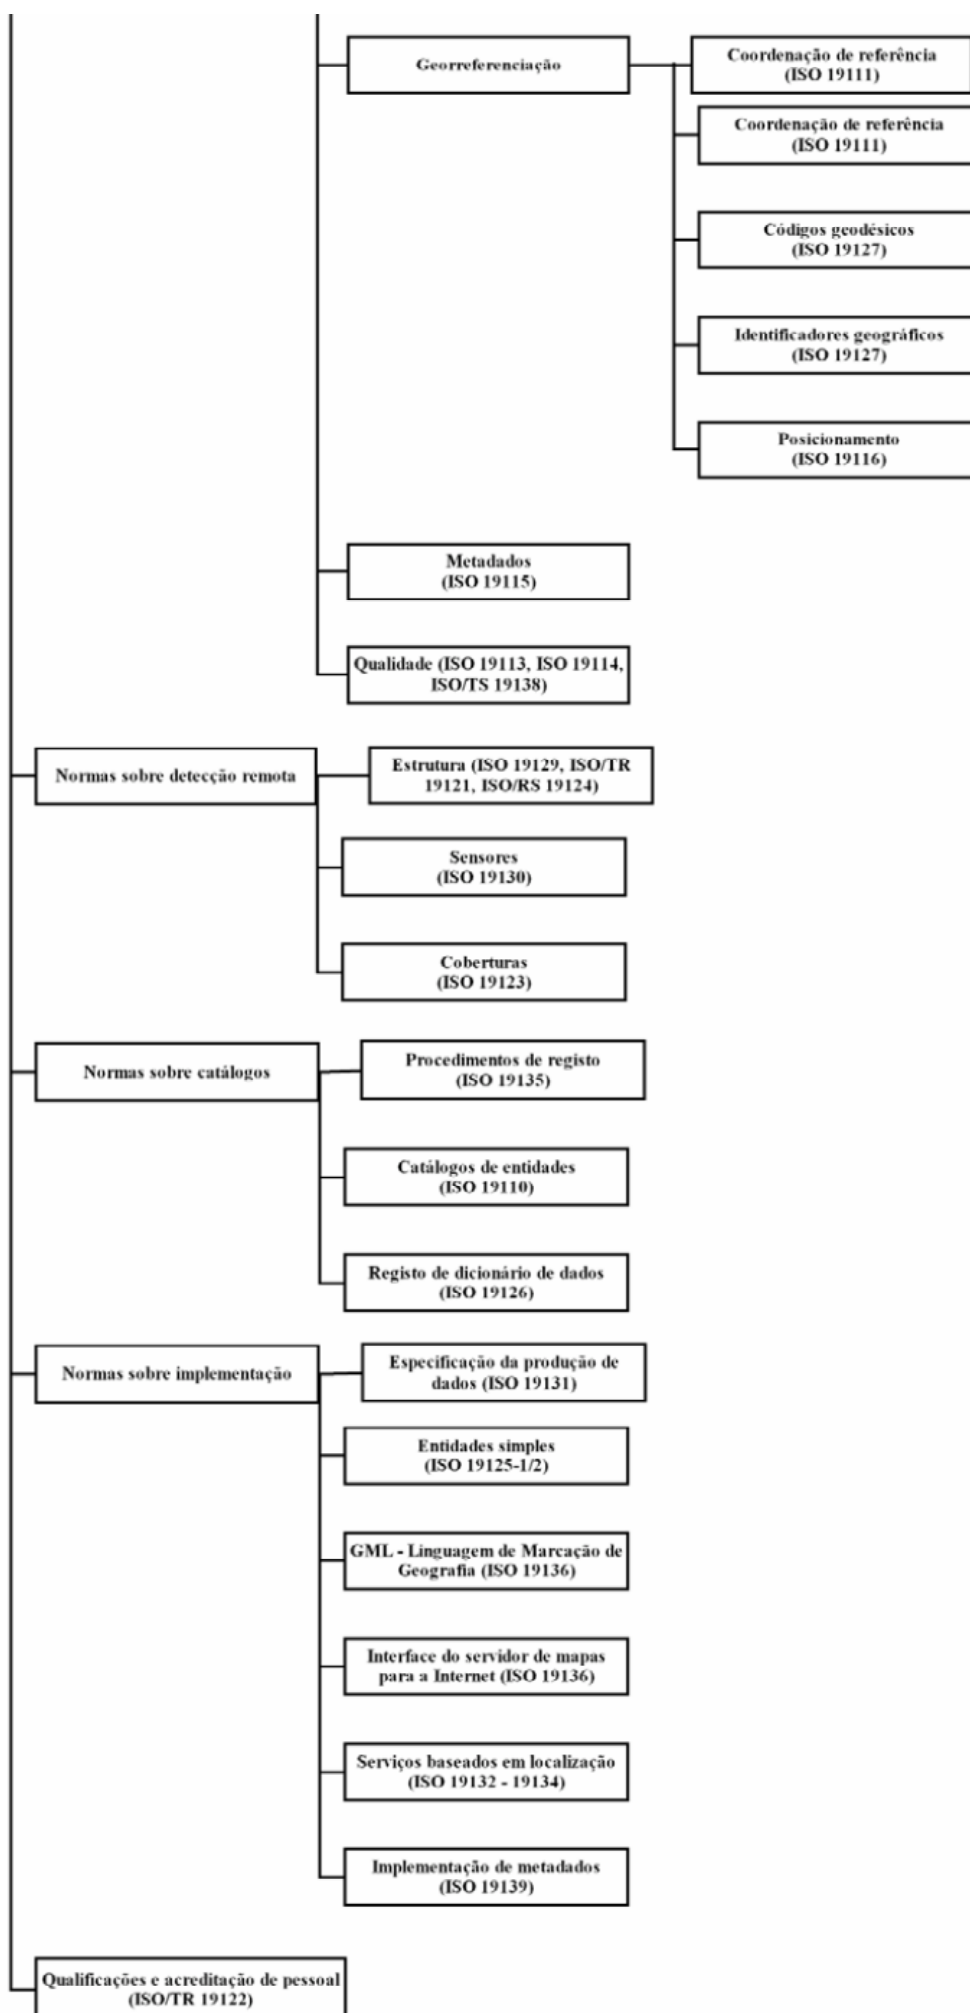 Georreferenciação
Coordenação de referência
(ISO 19111)
Coordenação de referência
(ISO 19111)
Códigos geodésicos
(ISO 19127)
Identificadores geográficos
(ISO 19127)
Posicionamento
(ISO 19116)
Metadados
(ISO 19115)
Qualidade (ISO 19113, ISO 19114,
ISO/TS 19138)
Normas sobre detecção remota
Estrutura (ISO 19129, ISO/TR
19121, ISO/RS 19124)
Sensores
(ISO 19130)
Coberturas
(ISO 19123)
Normas sobre catálogos
Procedimentos de registo
(ISO 19135)
Catálogos de entidades
(ISO 19110)
Registo de dicionário de dados
(ISO 19126)
Normas sobre implementação
Especificação da produção de
dados (ISO 19131)
Entidades simples
(ISO 19125-1/2)
GML - Linguagem de Marcação de
Geografia (ISO 19136)
Interface do servidor de mapas
para a Internet (ISO 19136)
Serviços baseados em localização
(ISO 19132 - 19134)
Implementação de metadados
(ISO 19139)
Qualificações e acreditação de pessoal
(ISO/TR 19122)